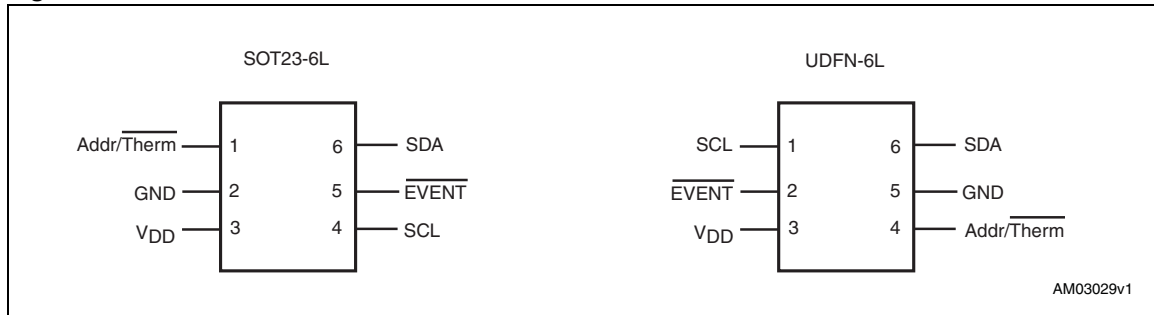 SOT23-6L
Addr/Therm 1 6 SDA
GND 2 5 EVENT
VDD 3 4 SCL
UDFN-6L
SCL 1 6 SDA
EVENT 2 5 GND
VDD 3 4 Addr/Therm
AM03029v1